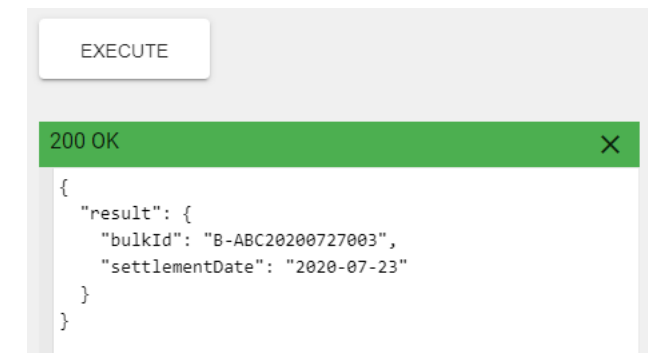 EXECUTE
200 OK
{
  "result": {
    "bulkId": "B-ABC20200727003",
    "settlementDate": "2020-07-23"
  }
}